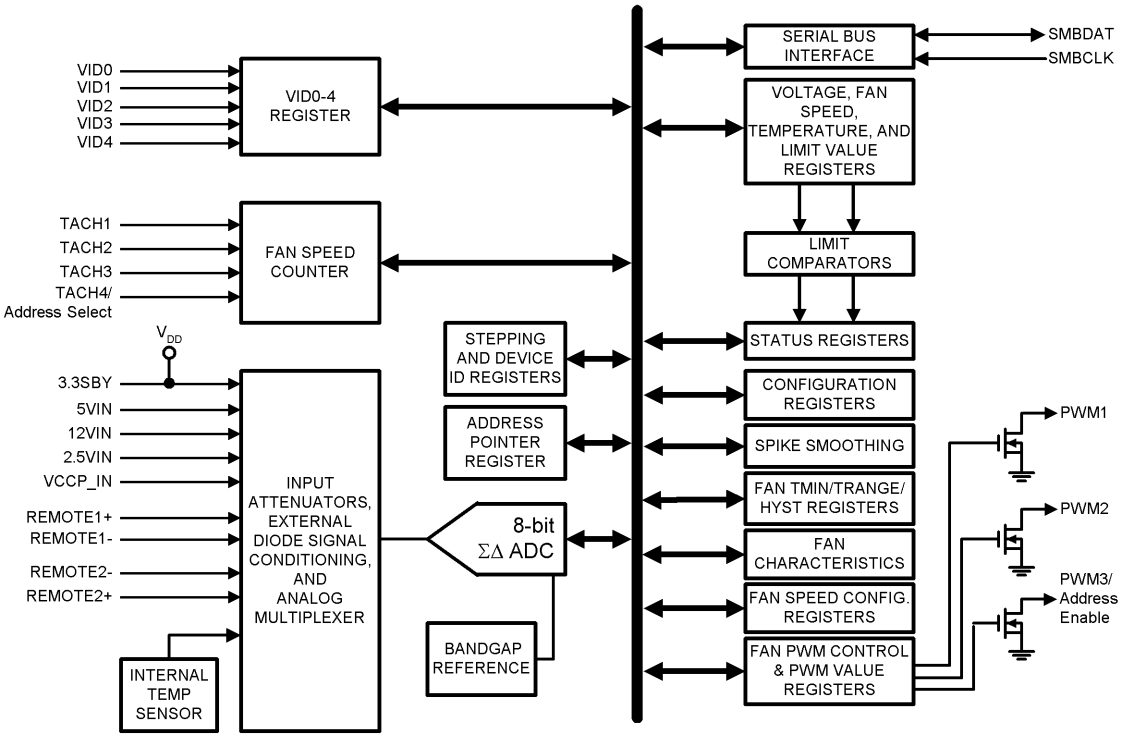 VID0
VID1
VID2
VID3
VID4
VID0-4
REGISTER
TACH1
TACH2
TACH3
TACH4/
Address Select
FAN SPEED
COUNTER
VDD
3.3SBY
5VIN
12VIN
2.5VIN
VCCP_IN
REMOTE1+
REMOTE1-
REMOTE2-
REMOTE2+
INTERNAL
TEMP
SENSOR
INPUT
ATTENUATORS,
EXTERNAL
DIODE SIGNAL
CONDITIONING,
AND
ANALOG
MULTIPLEXER
STEPPING
AND DEVICE
ID REGISTERS
ADDRESS
POINTER
REGISTER
8-bit
ΣΔ ADC
BANDGAP
REFERENCE
SERIAL BUS
INTERFACE
SMBDAT
SMBCLK
VOLTAGE, FAN
SPEED,
TEMPERATURE, AND
LIMIT VALUE
REGISTERS
LIMIT
COMPARATORS
STATUS REGISTERS
CONFIGURATION
REGISTERS
SPIKE SMOOTHING
FAN TMIN/TRANGE/
HYST REGISTERS
FAN
CHARACTERISTICS
FAN SPEED CONFIG.
REGISTERS
FAN PWM CONTROL
& PWM VALUE
REGISTERS
PWM1
PWM2
PWM3/
Address
Enable